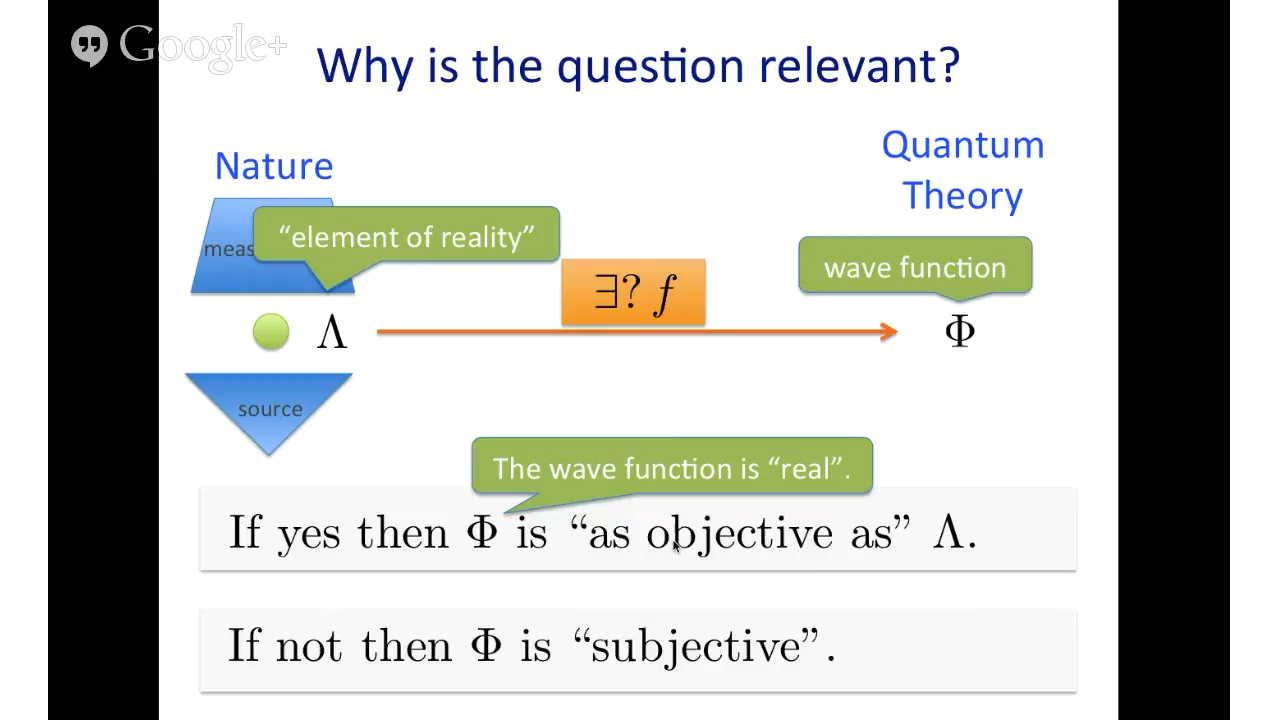 Google+
Why is the question relevant?
Nature
Quantum
Theory
meas
“element of reality”
wave function
∃? f
Λ
Φ
source
The wave function is “real”.
If yes then Φ is “as objective as” Λ.
If not then Φ is “subjective”.